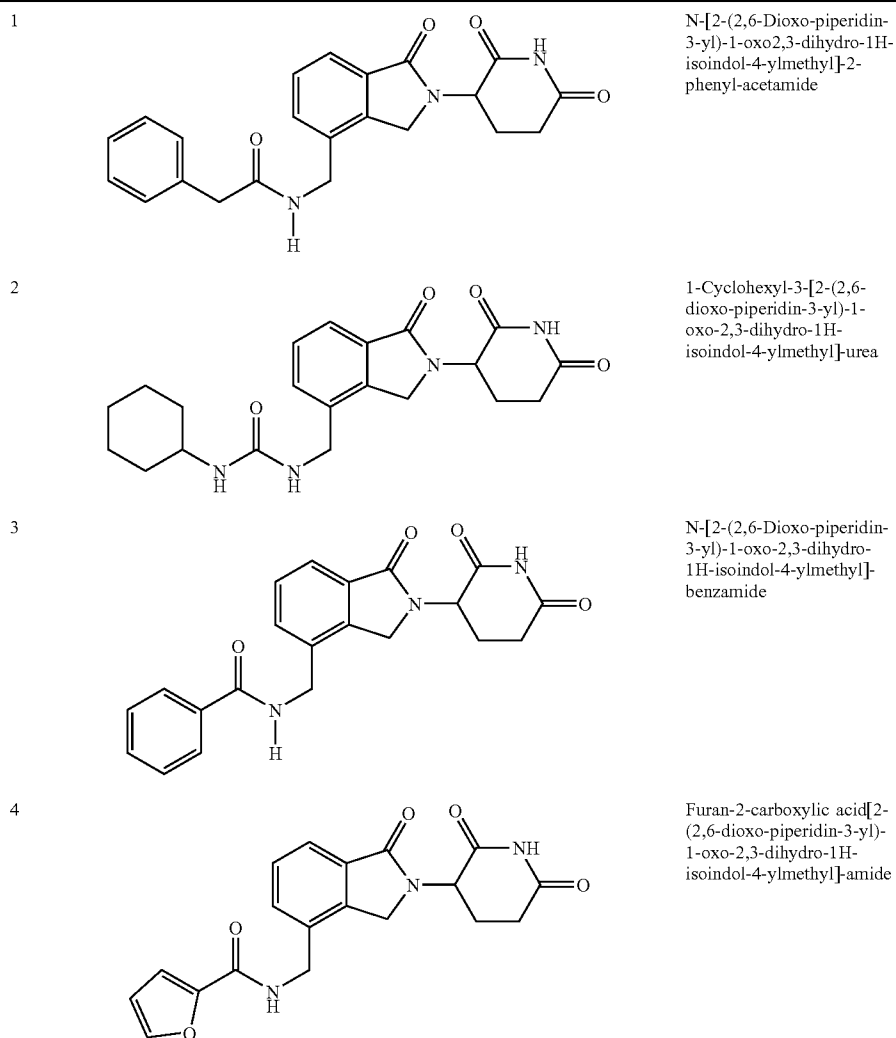 1
N-[2-(2,6-Dioxo-piperidin-
3-yl)-1-oxo2,3-dihydro-1H-
isoindol-4-ylmethyl]-2-
phenyl-acetamide
O
O
H
N
N
O
O
N
H
2
1-Cyclohexyl-3-[2-(2,6-
dioxo-piperidin-3-yl)-1-
oxo-2,3-dihydro-1H-
isoindol-4-ylmethyl]-urea
O
O
NH
N
O
O
N
H
N
H
3
N-[2-(2,6-Dioxo-piperidin-
3-yl)-1-oxo-2,3-dihydro-
1H-isoindol-4-ylmethyl]-
benzamide
O
O
H
N
N
O
O
N
H
4
Furan-2-carboxylic acid[2-
(2,6-dioxo-piperidin-3-yl)-
1-oxo-2,3-dihydro-1H-
isoindol-4-ylmethyl]-amide
O
O
NH
N
O
O
N
H
O